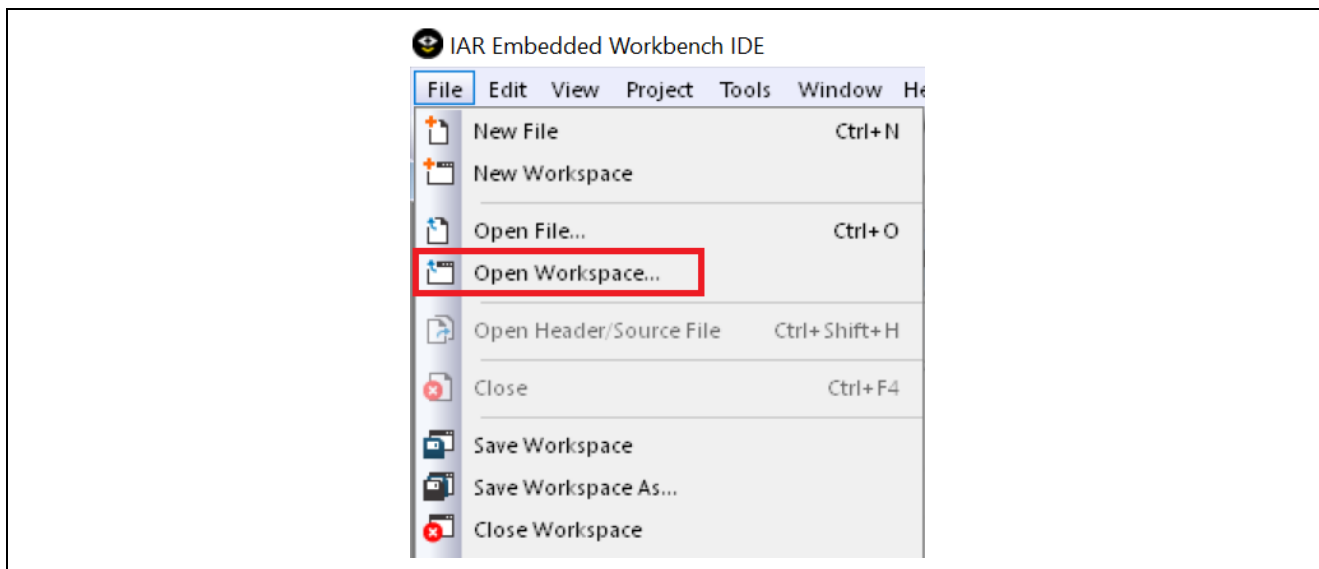 IAR Embedded Workbench IDE
File Edit View Project Tools Window He
New File Ctrl+N
New Workspace
Open File... Ctrl+O
Open Workspace...
Open Header/Source File Ctrl+Shift+H
Close Ctrl+F4
Save Workspace
Save Workspace As...
Close Workspace